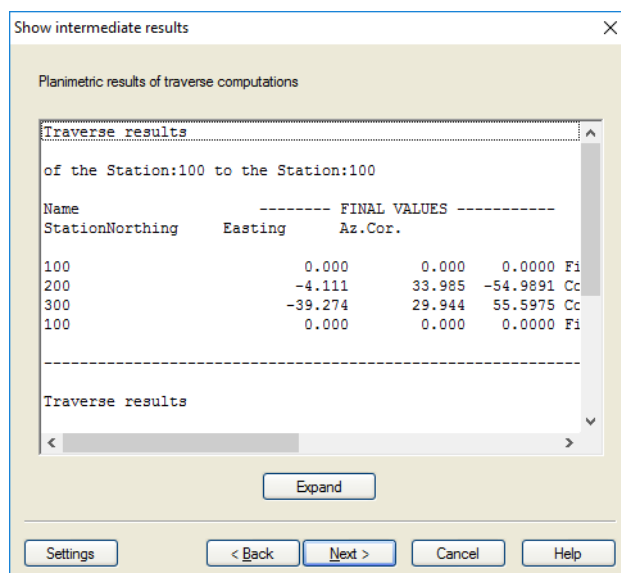 Show intermediate results
Planimetric results of traverse computations
Traverse results
of the Station:100 to the Station:100
Name -------- FINAL VALUES -----------
StationNorthing Easting Az.Cor.
100 0.000 0.000 0.0000 Fi
200 -4.111 33.985 -54.9891 Co
300 -39.274 29.944 55.5975 Co
100 0.000 0.000 0.0000 Fi
------------------------------------------------------------
Traverse results
Expand
Settings < Back Next > Cancel Help